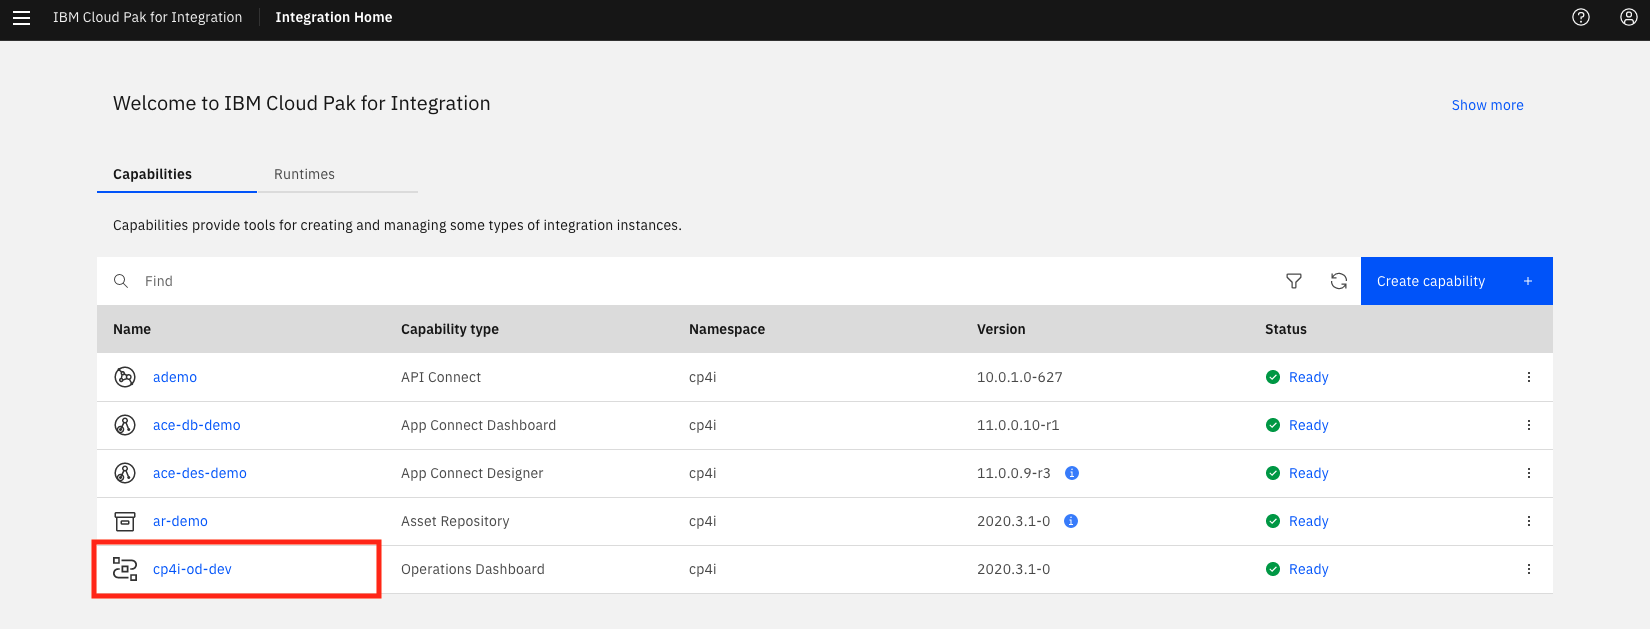 IBM Cloud Pak for Integration Integration Home
Welcome to IBM Cloud Pak for Integration
Show more
Capabilities Runtimes
Capabilities provide tools for creating and managing some types of integration instances.
Find Create capability +
Name Capability type Namespace Version Status
ademo API Connect cp4i 10.0.1.0-627 Ready
ace-db-demo App Connect Dashboard cp4i 11.0.0.10-r1 Ready
ace-des-demo App Connect Designer cp4i 11.0.0.9-r3 Ready
ar-demo Asset Repository cp4i 2020.3.1-0 Ready
cp4i-od-dev Operations Dashboard cp4i 2020.3.1-0 Ready